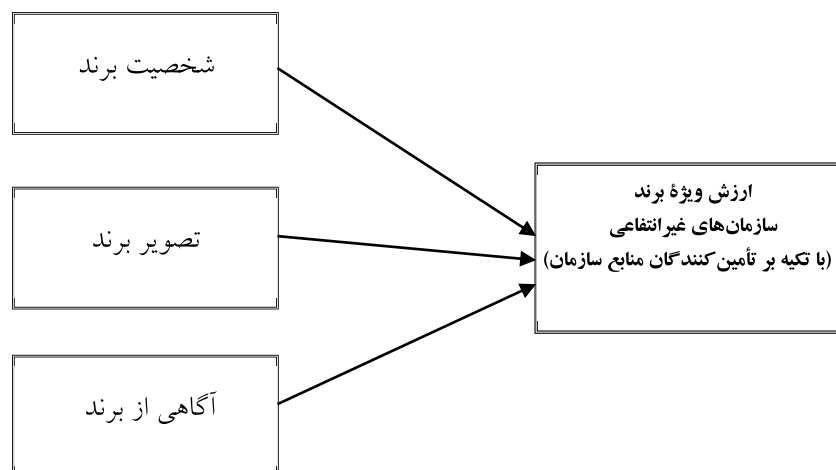 شخصیت برند
تصویر برند
آگاهی از برند
ارزش ویژۀ برند
سازمان‌های غیرانتفاعی
(با تکیه بر تأمین‌کنندگان منابع سازمان)